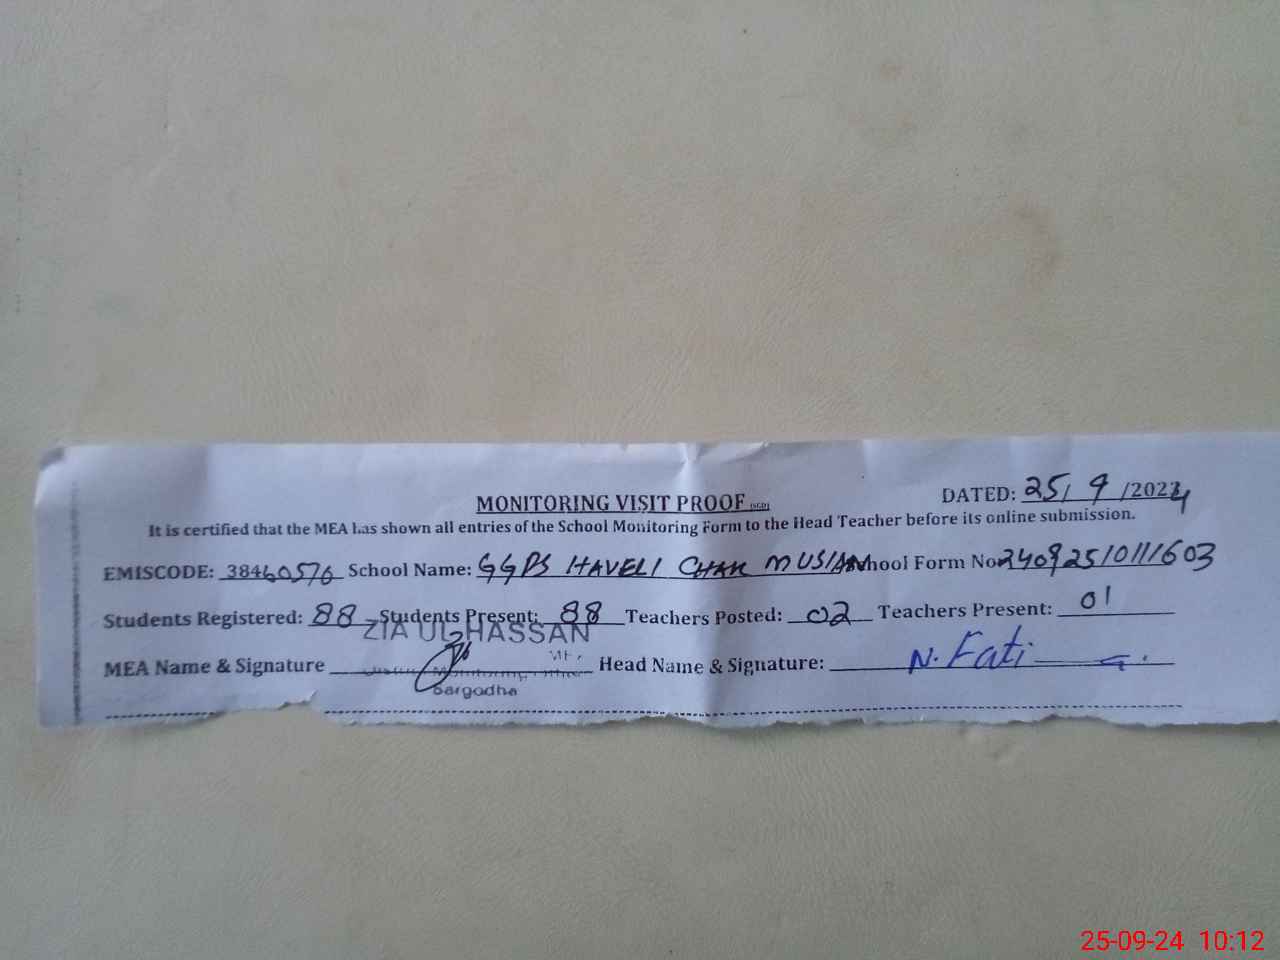 MONITORING VISIT PROOF (SGD)
DATED: 25/9/2024
It is certified that the MEA has shown all entries of the School Monitoring Form to the Head Teacher before its online submission.
EMISCODE: 38460576 School Name: GGPS HAVELI CHAK MUSIAN School Form No 24092510111603
Students Registered: 88 Students Present: 88 Teachers Posted: 02 Teachers Present: 01
ZIA UL HASSAN
MEA Name & Signature Head Name & Signature: N. Fati
Sargodha
25-09-24 10:12